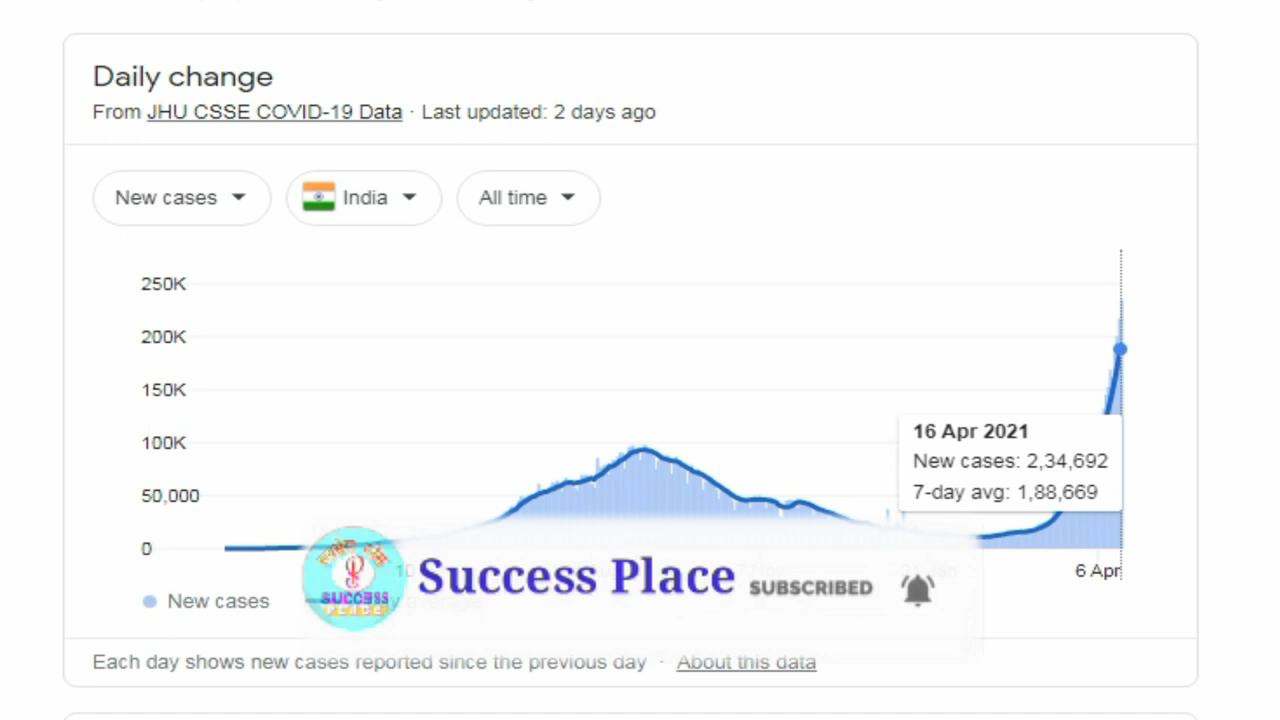 Daily change
From JHU CSSE COVID-19 Data · Last updated: 2 days ago
New cases
India
All time
250K
200K
150K
100K
50,000
0
16 Apr 2021
New cases: 2,34,692
7-day avg: 1,88,669
6 Apr
Success Place SUBSCRIBED
SUCCESS
PLACE
New cases
Each day shows new cases reported since the previous day · About this data